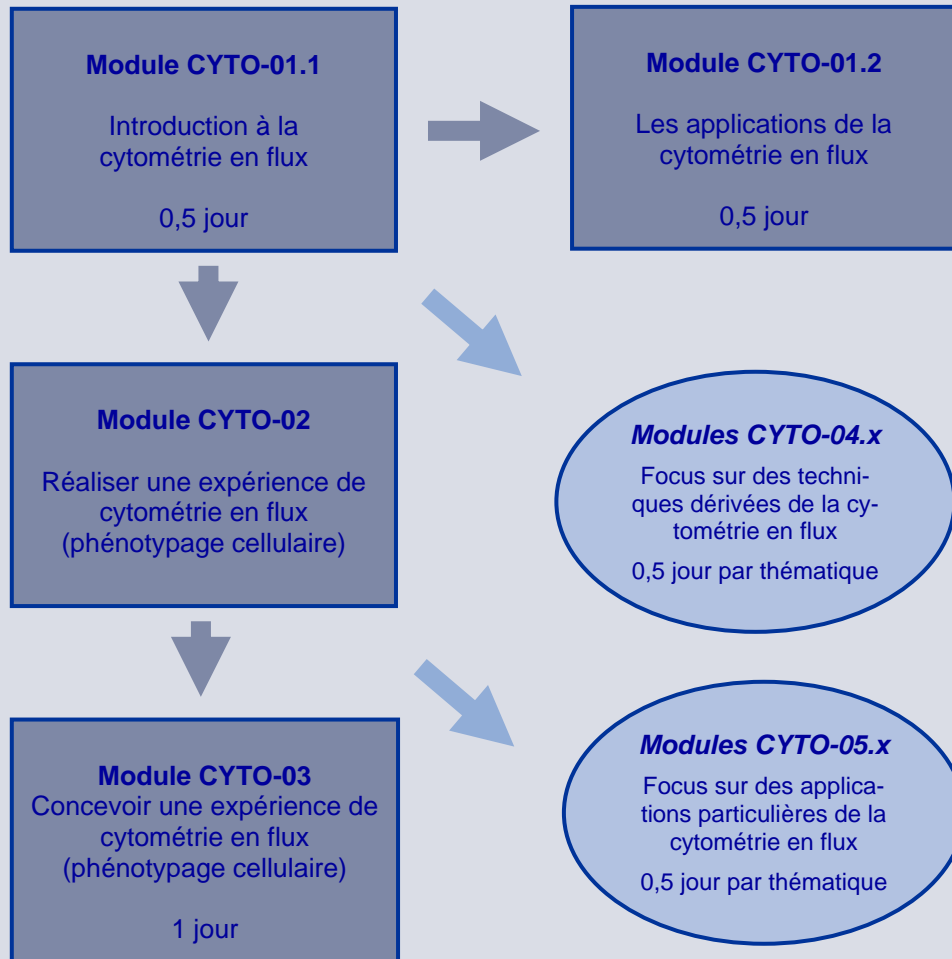 Module CYTO-01.1
Introduction à la
cytométrie en flux
0,5 jour
Module CYTO-01.2
Les applications de la
cytométrie en flux
0,5 jour
Module CYTO-02
Réaliser une expérience de
cytométrie en flux
(phénotypage cellulaire)
Modules CYTO-04.x
Focus sur des techni-
ques dérivées de la cy-
tométrie en flux
0,5 jour par thématique
Module CYTO-03
Concevoir une expérience de
cytométrie en flux
(phénotypage cellulaire)
1 jour
Modules CYTO-05.x
Focus sur des applica-
tions particulières de la
cytométrie en flux
0,5 jour par thématique